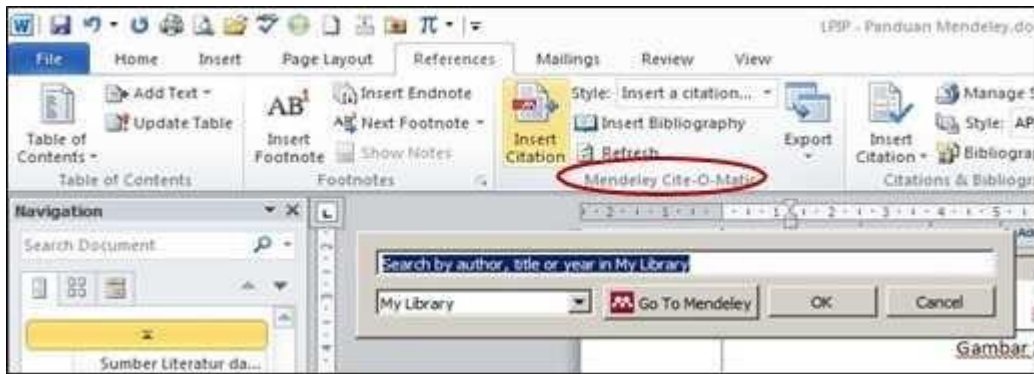 LPIP - Panduan Mendeley.do
File Home Insert Page Layout References Mailings Review View
Table of Contents
Add Text
Update Table
Table of Contents
AB1
Insert Footnote
Insert Endnote
Next Footnote
Show Notes
Footnotes
Insert Citation
Style: Insert a citation...
Insert Bibliography
Refresh
Mendeley Cite-O-Matic
Export
Insert Citation
Manage S
Style: AP
Bibliogra
Citations & Bibliogr
Navigation
Search Document
Sumber Literatur da...
Search by author, title or year in My Library
My Library
Go To Mendeley
OK
Cancel
Gambar